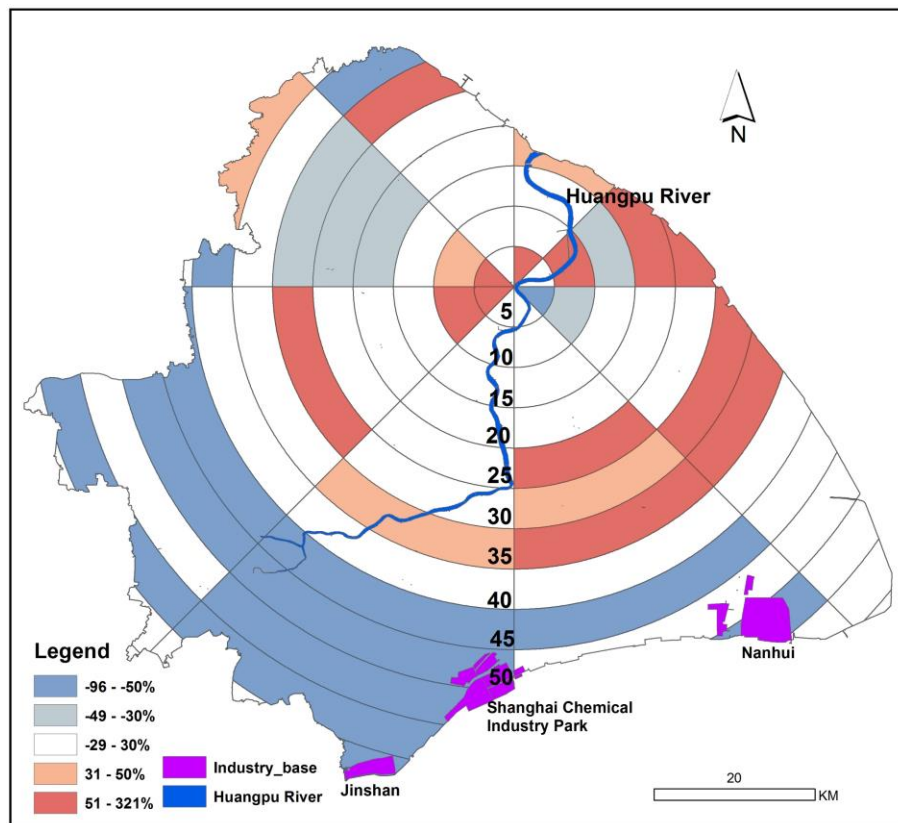 N
Huangpu River
5
10
15
20
25
30
35
40
45
50
Nanhui
Shanghai Chemical
Industry Park
Jinshan
Legend
-96 - -50%
-49 - -30%
-29 - 30%
31 - 50%
51 - 321%
Industry_base
Huangpu River
20
KM